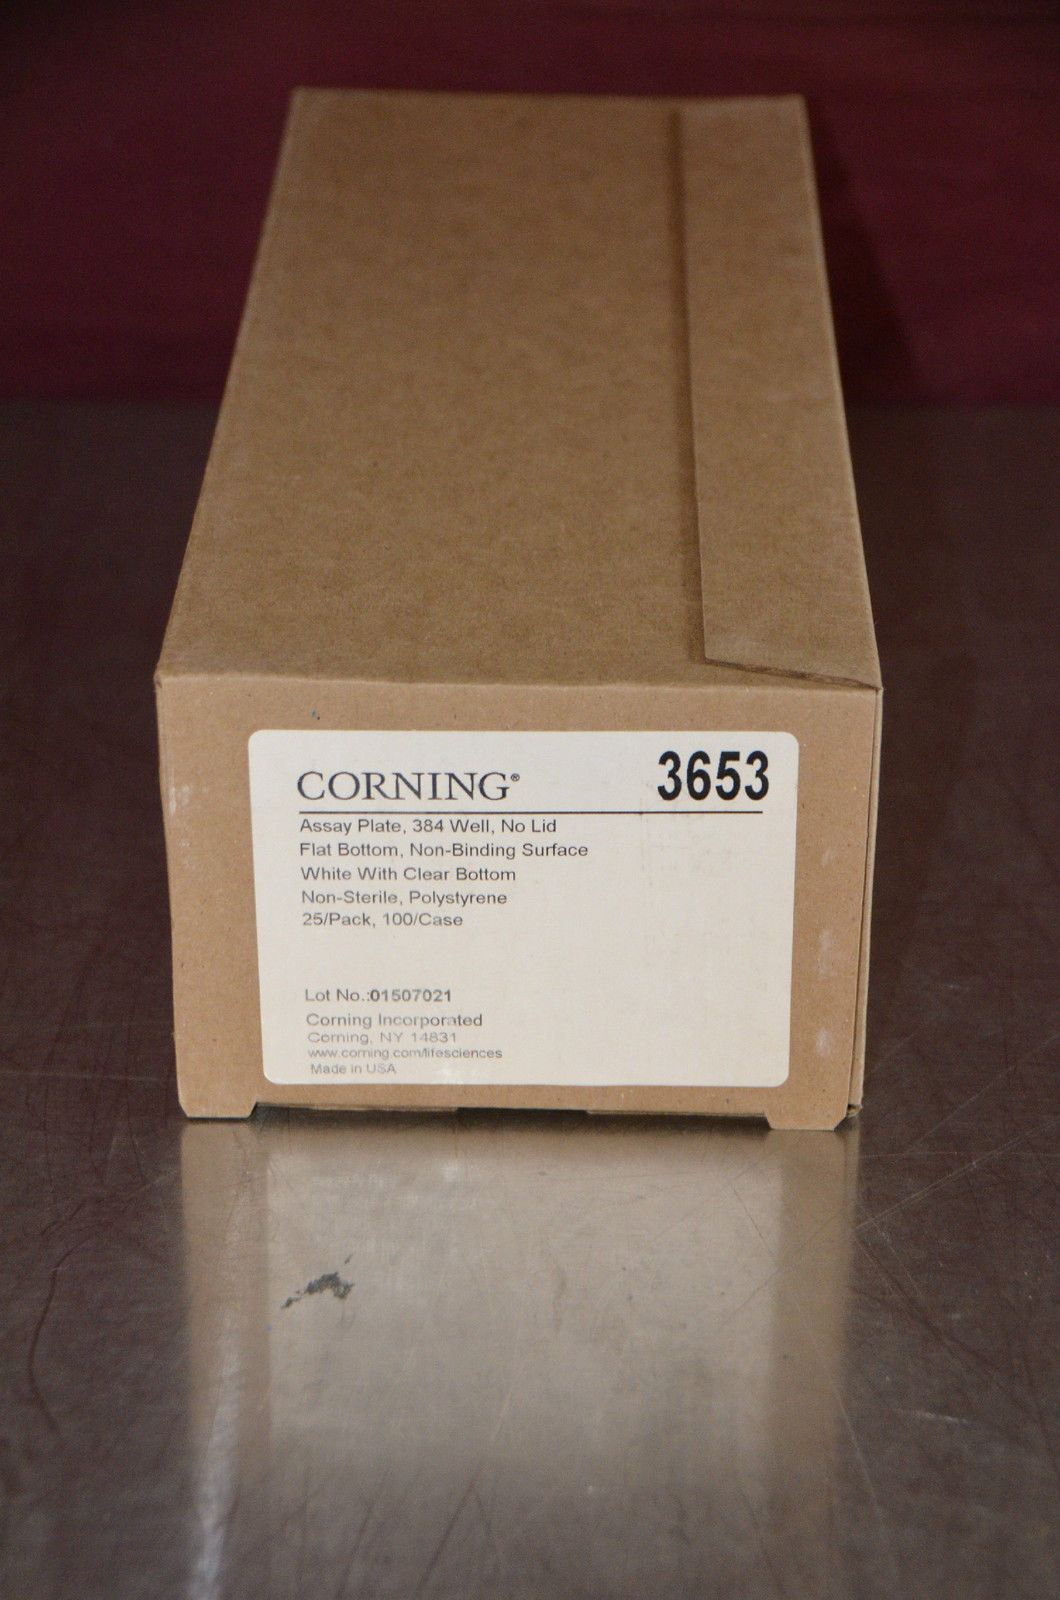 CORNING® 3653
Assay Plate, 384 Well, No Lid
Flat Bottom, Non-Binding Surface
White With Clear Bottom
Non-Sterile, Polystyrene
25/Pack, 100/Case
Lot No.:01507021
Corning Incorporated
Corning, NY 14831
www.corning.com/lifesciences
Made in USA